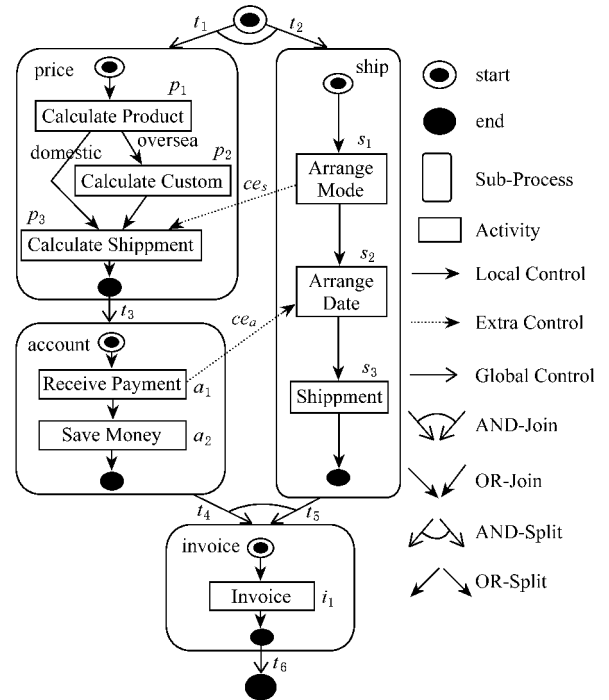 t1 t2
price
ship
p1
Calculate Product
domestic
oversea
p2
Calculate Custom
p3
Calculate Shippment
s1
Arrange
Mode
ces
s2
Arrange
Date
t3
cea
account
Receive Payment
a1
Save Money
a2
s3
Shippment
t4
t5
invoice
Invoice
i1
t6
start
end
Sub-Process
Activity
Local Control
Extra Control
Global Control
AND-Join
OR-Join
AND-Split
OR-Split